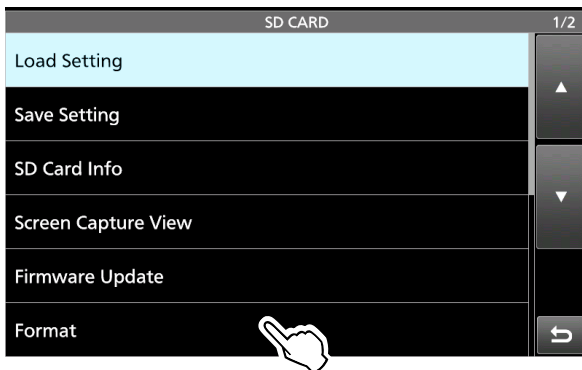 SD CARD 1/2
Load Setting
Save Setting
SD Card Info
Screen Capture View
Firmware Update
Format